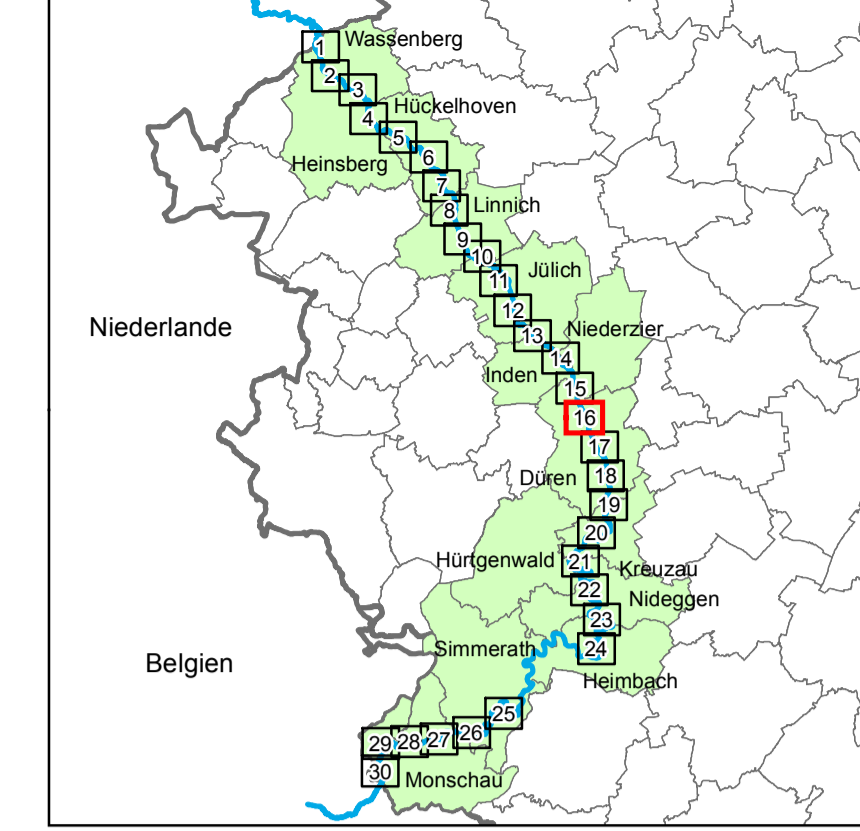 1
Wassenberg
2
3
Hückelhoven
4
5
6
Heinsberg
7
Linnich
8
9
10
Jülich
11
12
Niederlande
Niederzier
13
14
Inden
15
16
17
Düren
18
19
20
Hürtgenwald
21
Kreuzau
22
Nideggen
23
Simmerath
24
Belgien
Heimbach
25
26
27
28
29
30
Monschau